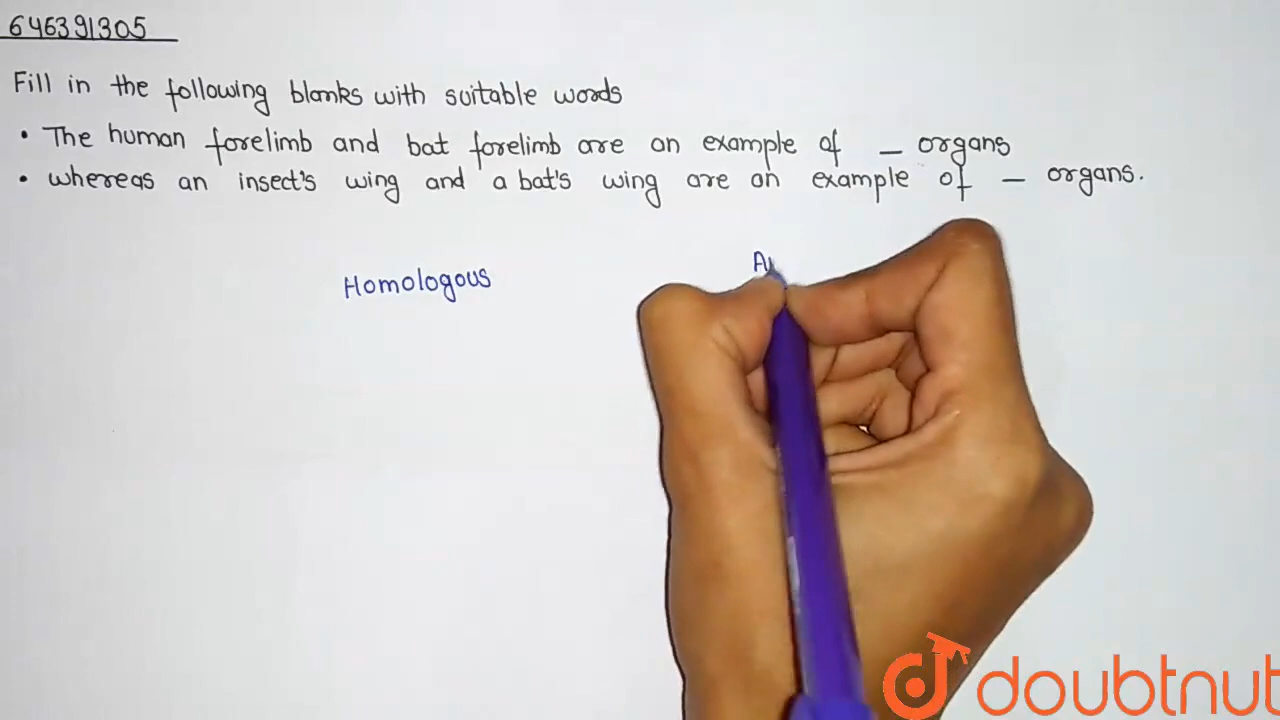 646391305
Fill in the following blanks with suitable words
• The human forelimb and bat forelimb are an example of _ organs
• whereas an insect's wing and a bat's wing are an example of _ organs.
Homologous
doubtnut